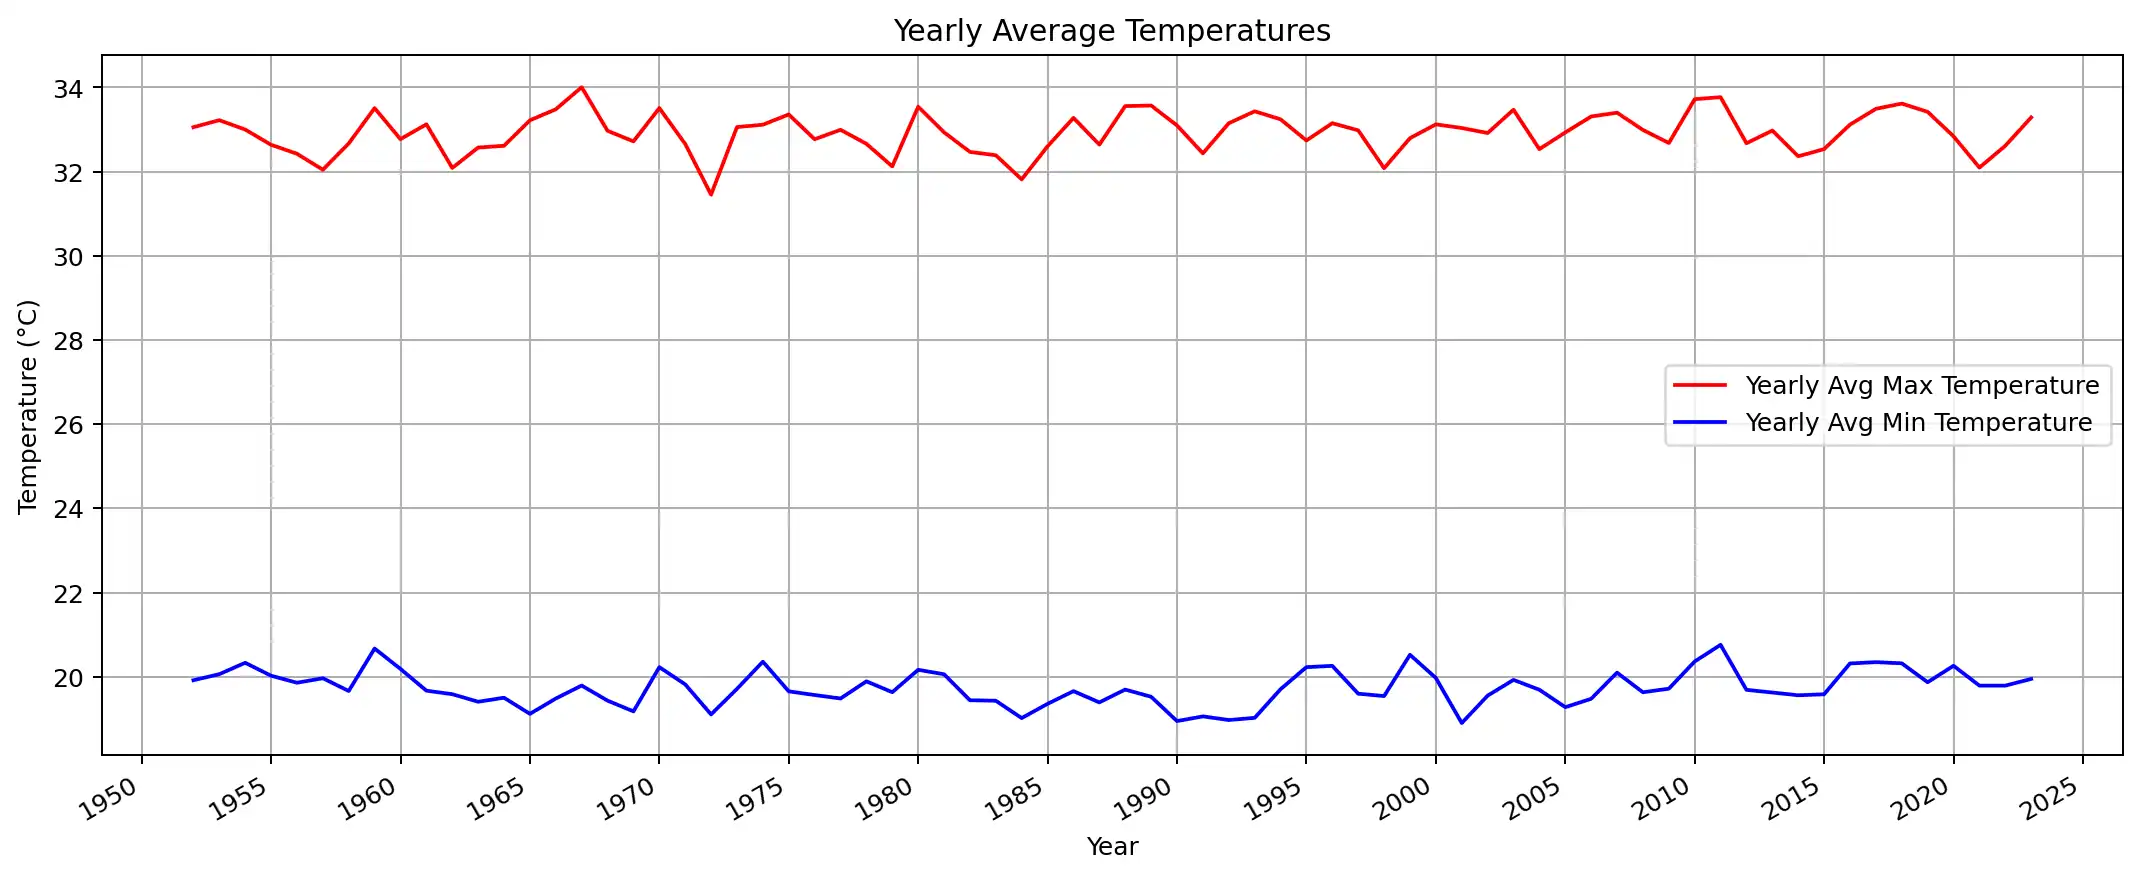 Yearly Average Temperatures
34
32
30
28
26
24
22
20
Temperature (°C)
Yearly Avg Max Temperature
Yearly Avg Min Temperature
1950 1955 1960 1965 1970 1975 1980 1985 1990 1995 2000 2005 2010 2015 2020 2025
Year